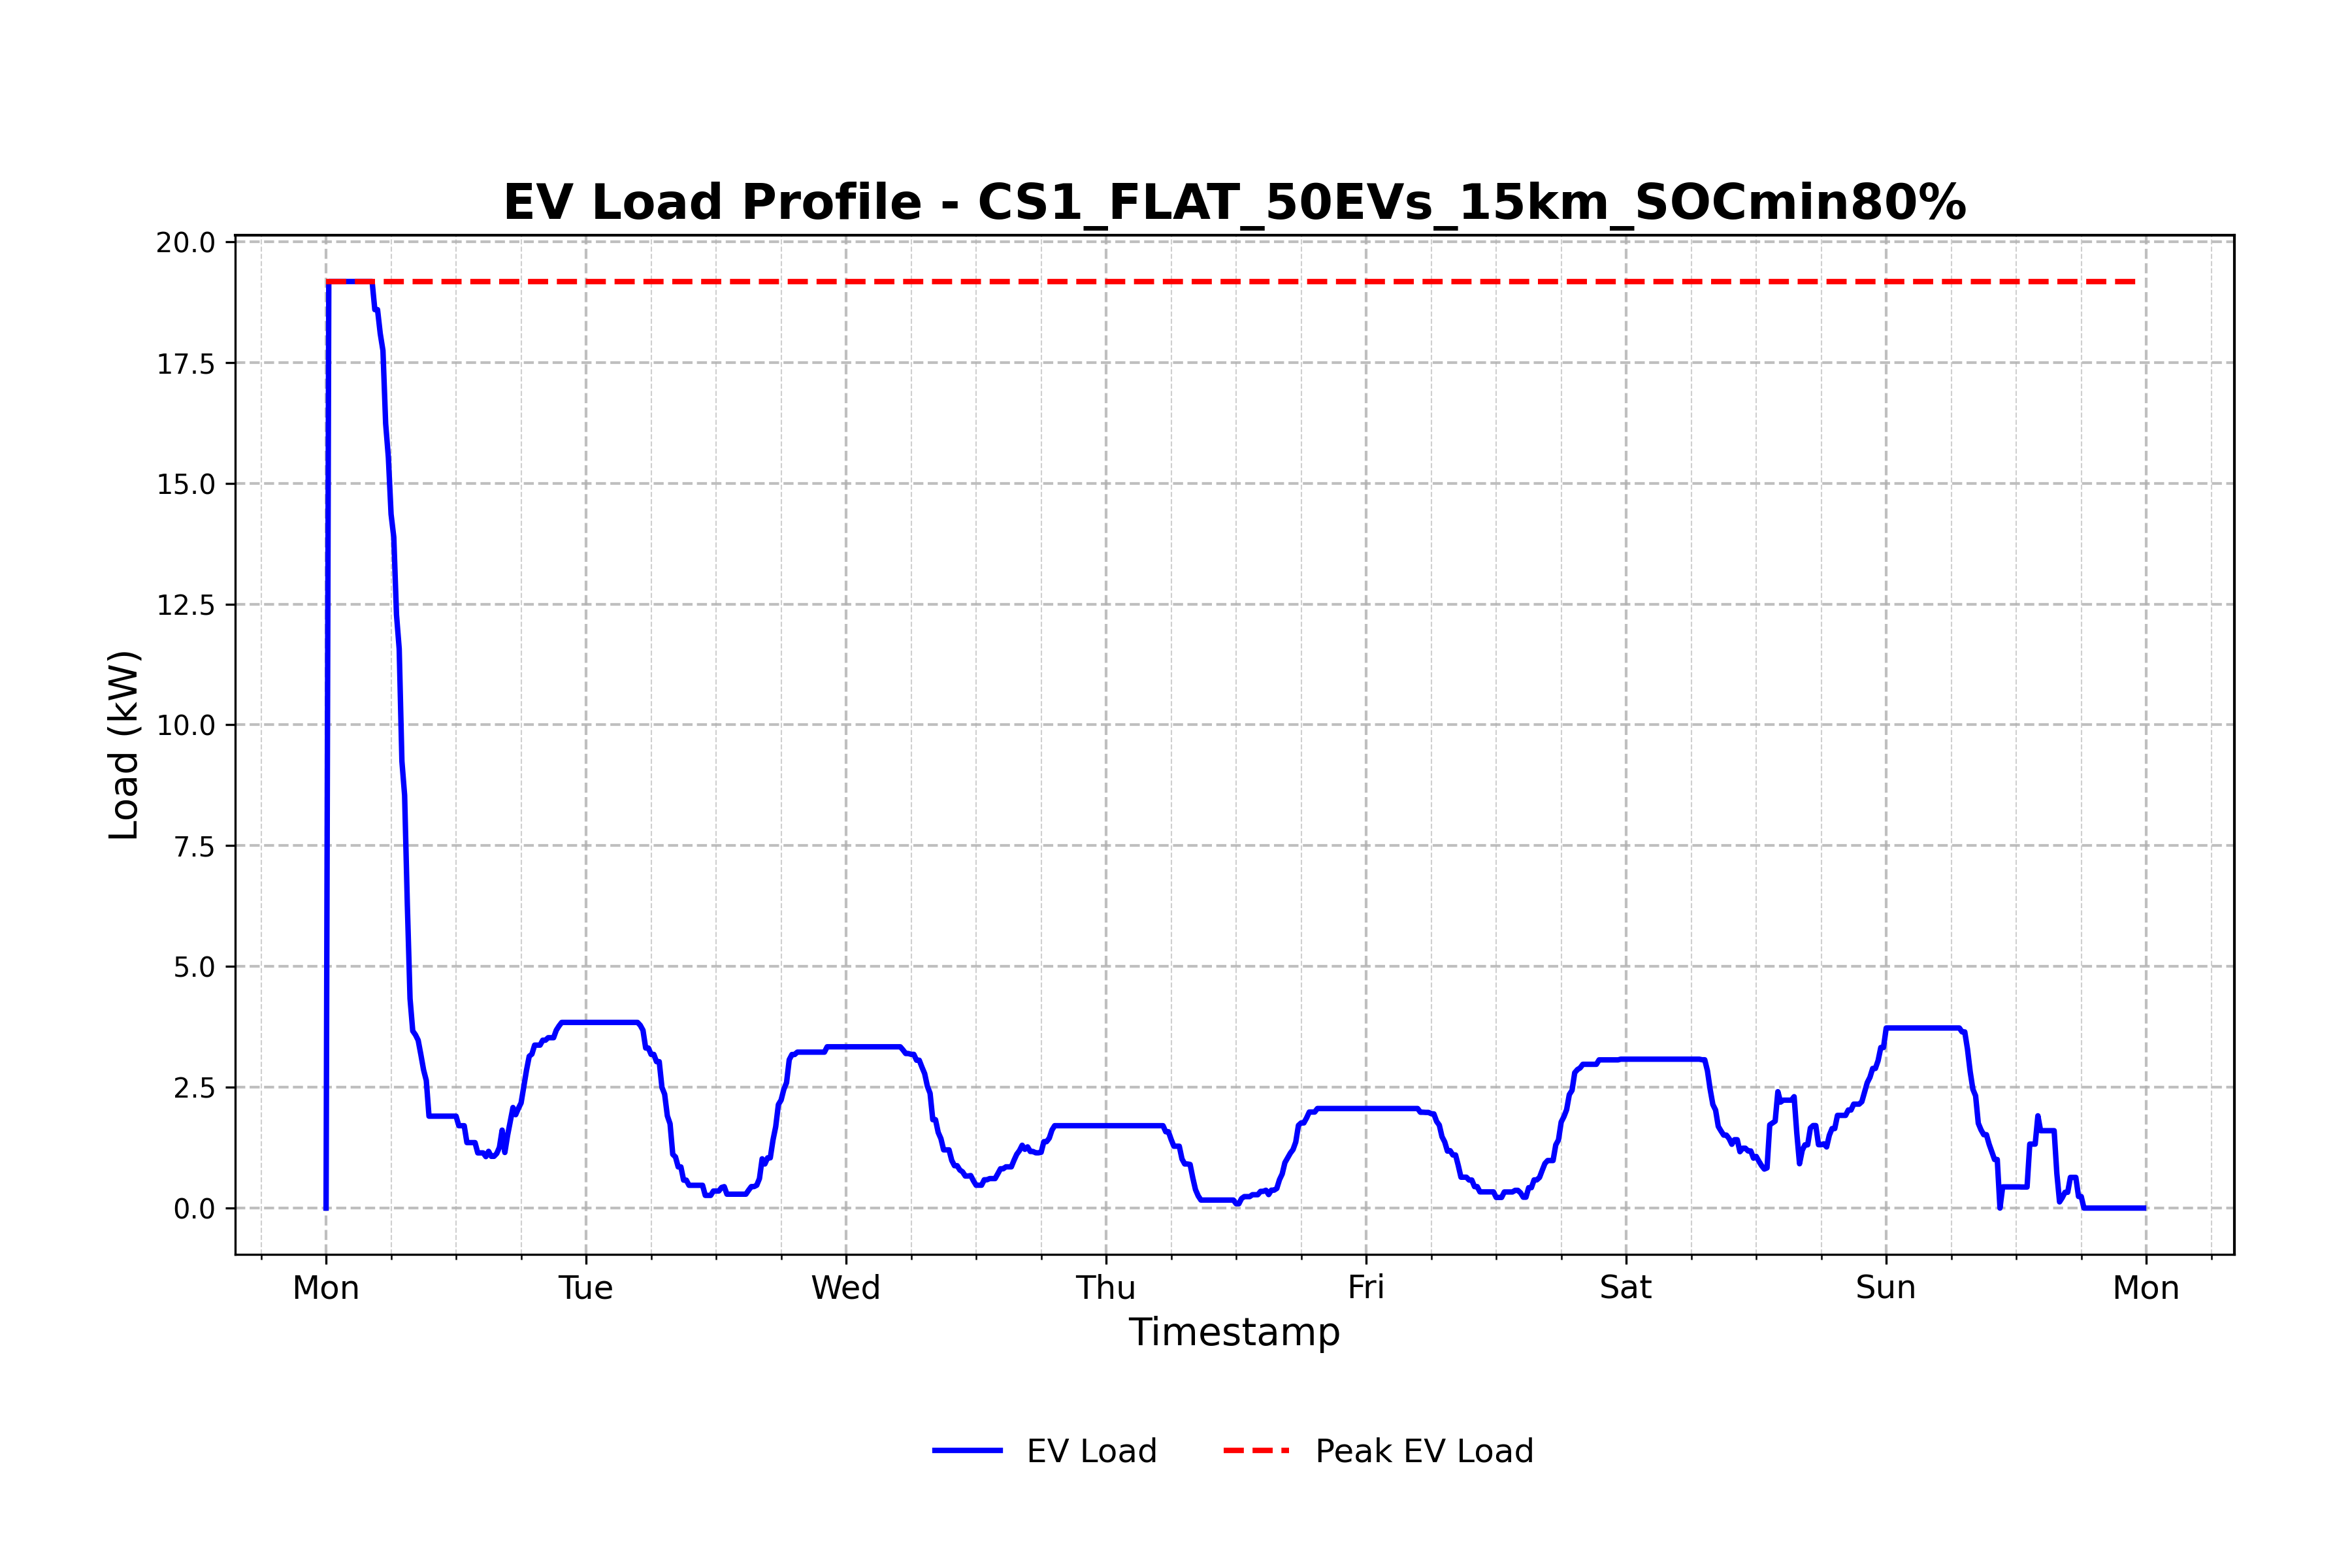 EV Load Profile - CS1_FLAT_50EVs_15km_SOCmin80%
20.0
17.5
15.0
12.5
10.0
7.5
5.0
2.5
0.0
Load (kW)
Mon Tue Wed Thu Fri Sat Sun Mon
Timestamp
EV Load Peak EV Load